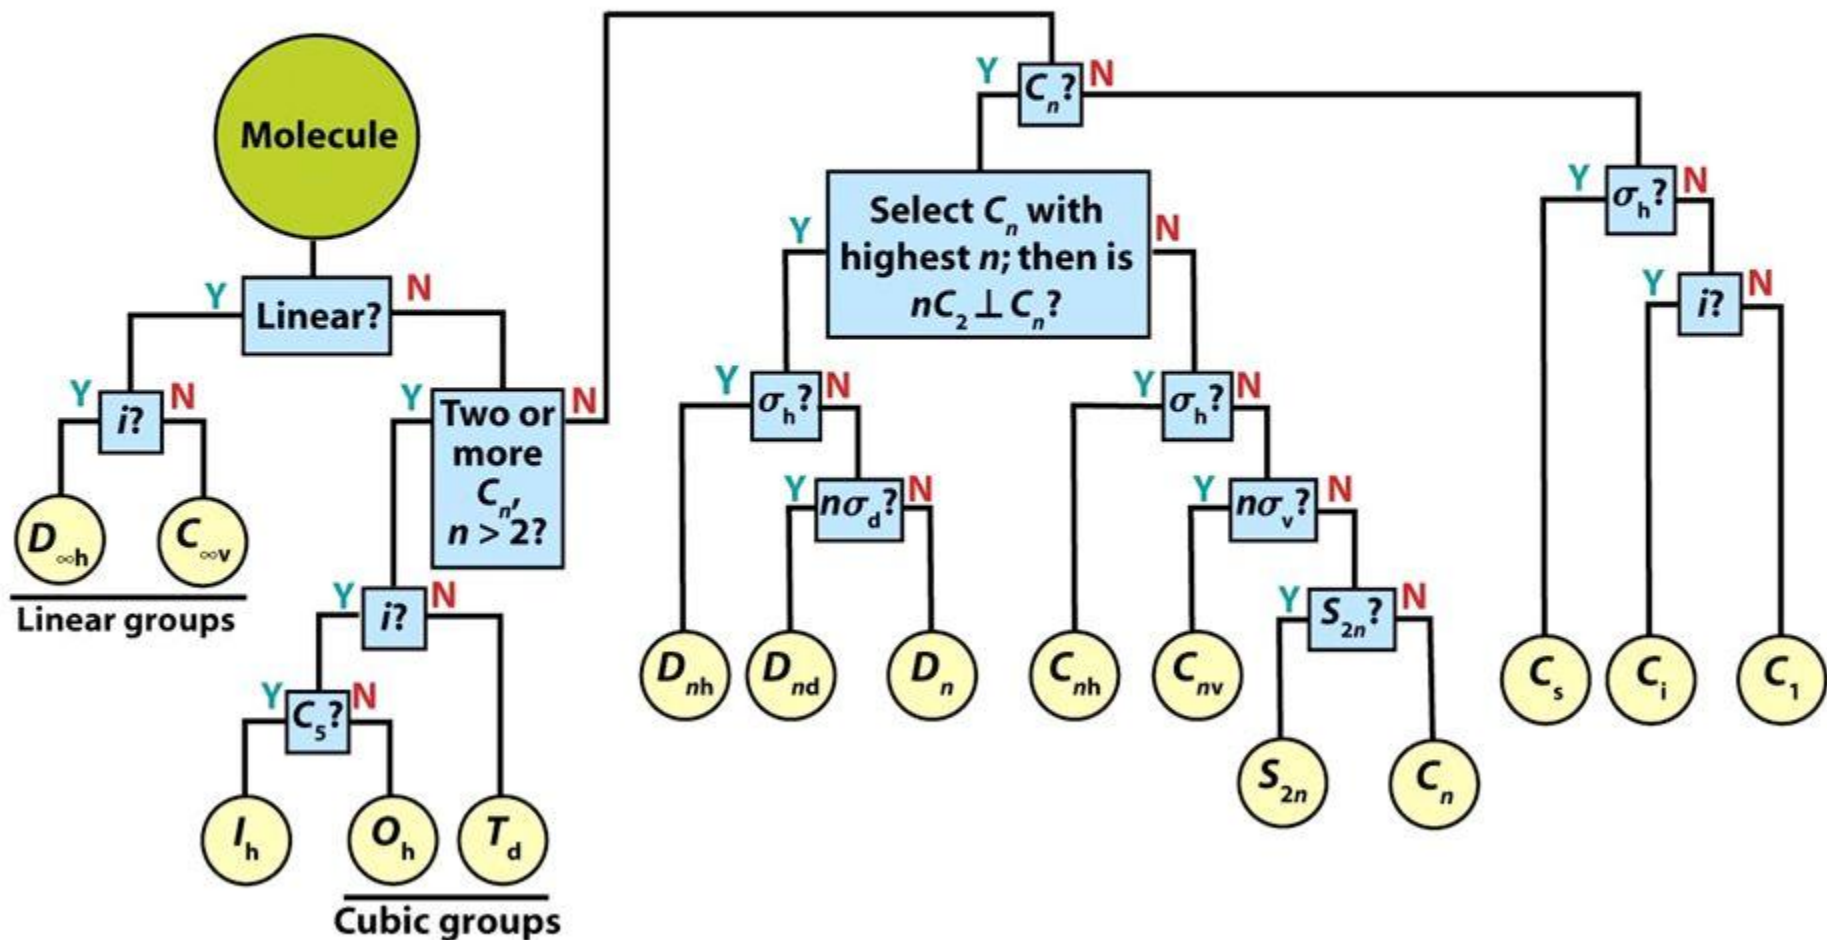 Molecule
Y
Linear?
N
Y
i?
N
D∞h
C∞v
Linear groups
Y
Two or
more
Cn,
n > 2?
N
Y
i?
N
Y
C5?
N
Ih
Oh
Td
Cubic groups
Y
Cn?
N
Y
Select Cn with
highest n; then is
nC2 ⊥ Cn?
N
Y
σh?
N
Y
nσd?
N
Dnh
Dnd
Dn
Y
σh?
N
Y
nσv?
N
Y
S2n?
N
Cnh
Cnv
S2n
Cn
Y
σh?
N
Y
i?
N
Cs
Ci
C1